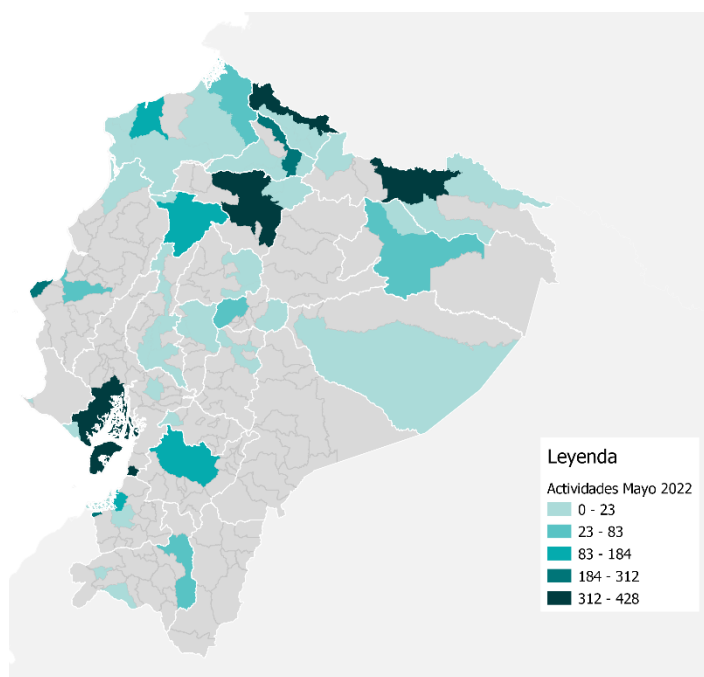 Leyenda
Actividades Mayo 2022
0 - 23
23 - 83
83 - 184
184 - 312
312 - 428